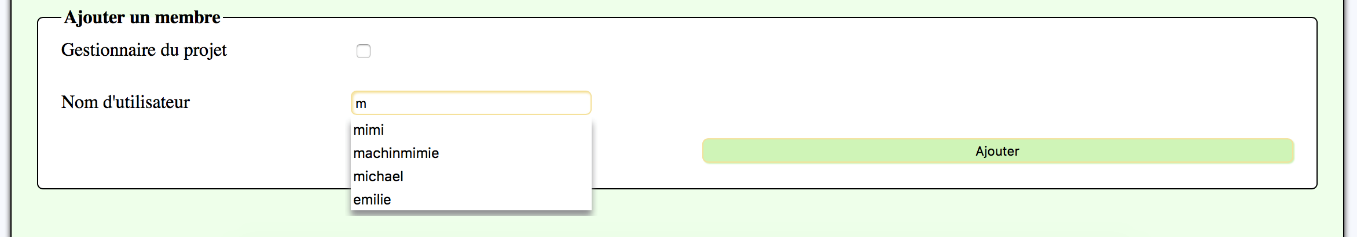 Ajouter un membre
Gestionnaire du projet
Nom d'utilisateur
m
mimi
machinmimie
michael
emilie
Ajouter